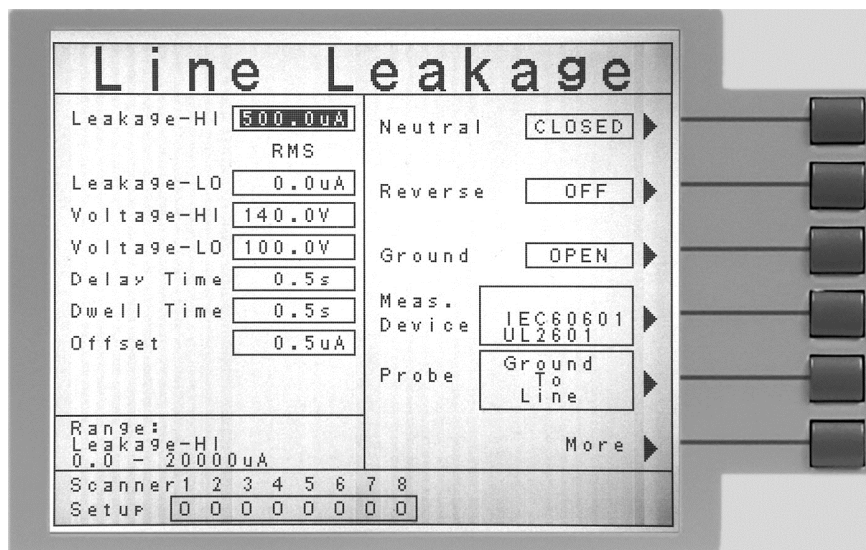 Line Leakage
Leakage-HI 500.0uA
RMS
Leakage-LO 0.0uA
Voltage-HI 140.0V
Voltage-LO 100.0V
Delay Time 0.5s
Dwell Time 0.5s
Offset 0.5uA
Range:
Leakage-HI
0.0 - 20000uA
Neutral CLOSED
Reverse OFF
Ground OPEN
Meas.
Device IEC60601
UL2601
Probe Ground
To
Line
More
Scanner 1 2 3 4 5 6 7 8
Setup 0 0 0 0 0 0 0 0